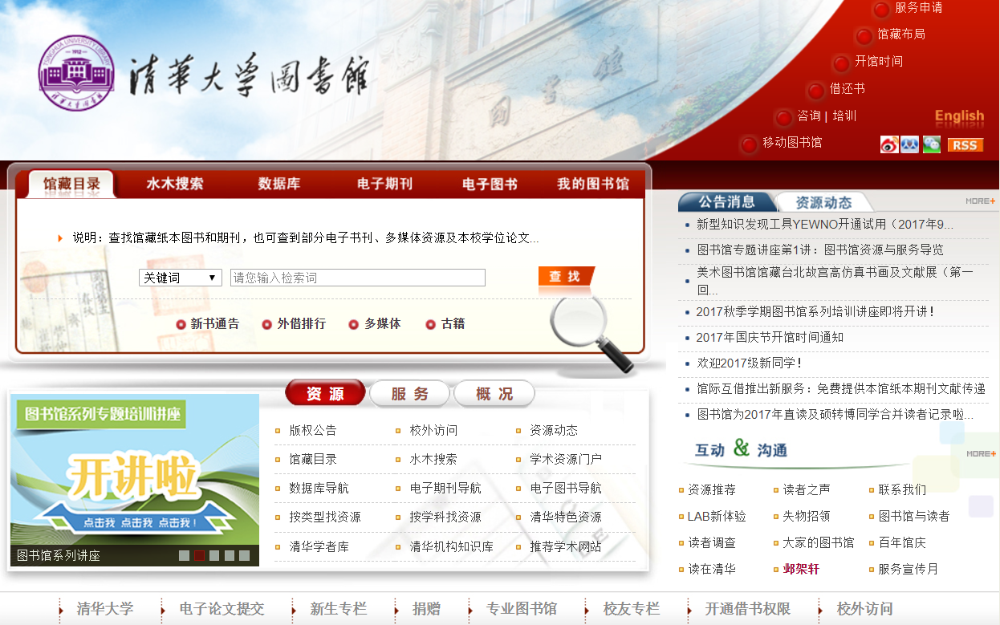 服务申请
馆藏布局
开馆时间
借还书
咨询 | 培训
移动图书馆
TSINGHUA UNIVERSITY LIBRARY
1912
清华大学图书馆
清華大學圖書館
English
RSS
馆藏目录 水木搜索 数据库 电子期刊 电子图书 我的图书馆
说明：查找馆藏纸本图书和期刊，也可查到部分电子书刊、多媒体资源及本校学位论文...
关键词 请您输入检索词 查 找
新书通告 外借排行 多媒体 古籍
公告消息 资源动态 MORE+
新型知识发现工具YEWNO开通试用（2017年9...
图书馆专题讲座第1讲：图书馆资源与服务导览
美术图书馆馆藏台北故宫高仿真书画及文献展（第一
回...
2017秋季学期图书馆系列培训讲座即将开讲！
2017年国庆节开馆时间通知
欢迎2017级新同学！
馆际互借推出新服务：免费提供本馆纸本期刊文献传递
图书馆为2017年直读及硕转博同学合并读者记录啦...
图书馆系列专题培训讲座
开讲啦
点击我 点击我 点击我！
图书馆系列讲座
资 源 服 务 概 况
版权公告 校外访问 资源动态
馆藏目录 水木搜索 学术资源门户
数据库导航 电子期刊导航 电子图书导航
按类型找资源 按学科找资源 清华特色资源
清华学者库 清华机构知识库 推荐学术网站
互动 & 沟通 MORE+
资源推荐 读者之声 联系我们
LAB新体验 失物招领 图书馆与读者
读者调查 大家的图书馆 百年馆庆
读在清华 邺架轩 服务宣传月
清华大学 电子论文提交 新生专栏 捐赠 专业图书馆 校友专栏 开通借书权限 校外访问